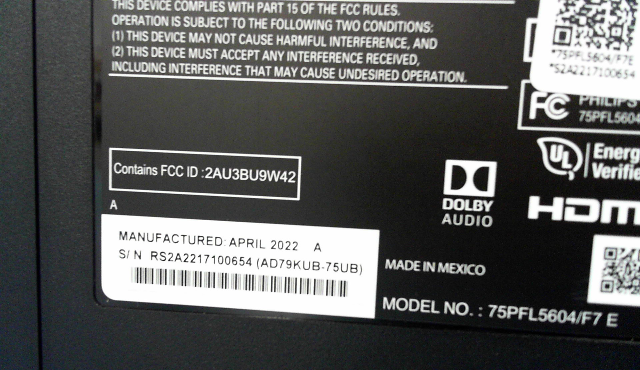 THIS DEVICE COMPLIES WITH PART 15 OF THE FCC RULES.
OPERATION IS SUBJECT TO THE FOLLOWING TWO CONDITIONS:
(1) THIS DEVICE MAY NOT CAUSE HARMFUL INTERFERENCE, AND
(2) THIS DEVICE MUST ACCEPT ANY INTERFERENCE RECEIVED,
INCLUDING INTERFERENCE THAT MAY CAUSE UNDESIRED OPERATION.
*75PFL5604/F7E
*S2A2217100654
FC PHILIPS
75PFL5604
Contains FCC ID :2AU3BU9W42
UL Energy
Verifie
A
DOLBY
AUDIO
HDMI
MANUFACTURED: APRIL 2022 A
S/ N RS2A2217100654 (AD79KUB-75UB)
MADE IN MEXICO
MODEL NO. : 75PFL5604/F7 E